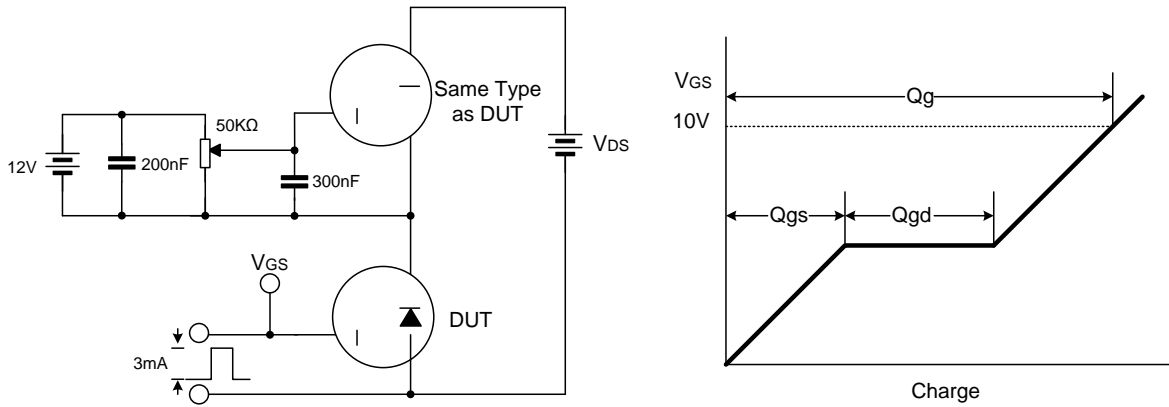 12V
200nF
50KΩ
300nF
Same Type
as DUT
VDS
VGS
DUT
3mA
VGS
10V
Qg
Qgs
Qgd
Charge